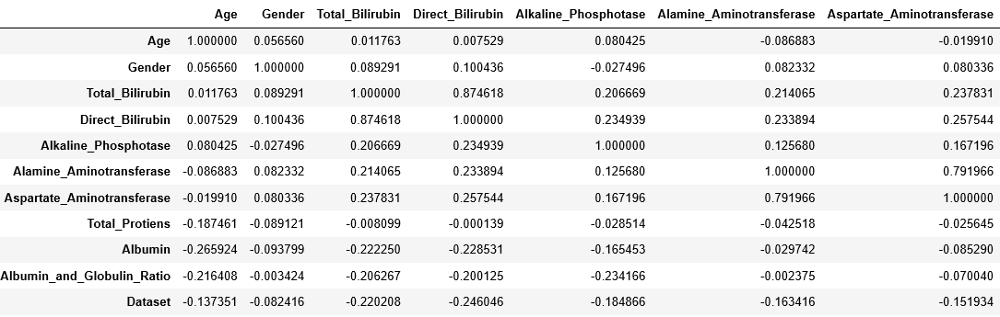 Age Gender Total_Bilirubin Direct_Bilirubin Alkaline_Phosphotase Alamine_Aminotransferase Aspartate_Aminotransferase
Age 1.000000 0.056560 0.011763 0.007529 0.080425 -0.086883 -0.019910
Gender 0.056560 1.000000 0.089291 0.100436 -0.027496 0.082332 0.080336
Total_Bilirubin 0.011763 0.089291 1.000000 0.874618 0.206669 0.214065 0.237831
Direct_Bilirubin 0.007529 0.100436 0.874618 1.000000 0.234939 0.233894 0.257544
Alkaline_Phosphotase 0.080425 -0.027496 0.206669 0.234939 1.000000 0.125680 0.167196
Alamine_Aminotransferase -0.086883 0.082332 0.214065 0.233894 0.125680 1.000000 0.791966
Aspartate_Aminotransferase -0.019910 0.080336 0.237831 0.257544 0.167196 0.791966 1.000000
Total_Protiens -0.187461 -0.089121 -0.008099 -0.000139 -0.028514 -0.042518 -0.025645
Albumin -0.265924 -0.093799 -0.222250 -0.228531 -0.165453 -0.029742 -0.085290
Albumin_and_Globulin_Ratio -0.216408 -0.003424 -0.206267 -0.200125 -0.234166 -0.002375 -0.070040
Dataset -0.137351 -0.082416 -0.220208 -0.246046 -0.184866 -0.163416 -0.151934